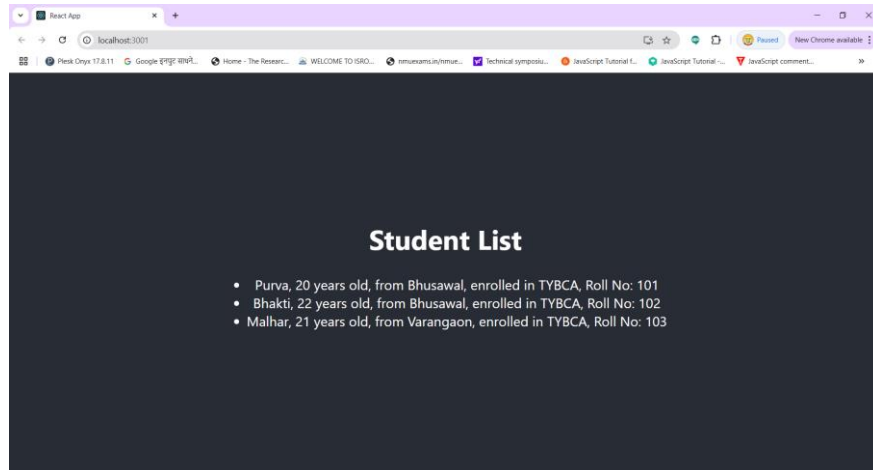 React App
localhost:3001
Paused
New Chrome available
Plesk Onyx 17.8.11
Google इनपुट साधने...
Home - The Researc...
WELCOME TO ISRO...
nmuexams.in/nmue...
Technical symposiu...
JavaScript Tutorial f...
JavaScript Tutorial -...
JavaScript comment...
Student List
• Purva, 20 years old, from Bhusawal, enrolled in TYBCA, Roll No: 101
• Bhakti, 22 years old, from Bhusawal, enrolled in TYBCA, Roll No: 102
• Malhar, 21 years old, from Varangaon, enrolled in TYBCA, Roll No: 103